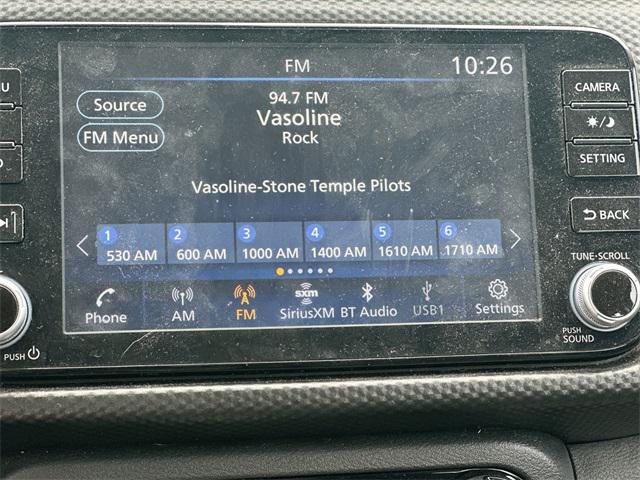 FM
10:26
Source
94.7 FM
FM Menu
Vasoline
Rock
Vasoline-Stone Temple Pilots
1 2 3 4 5 6
530 AM 600 AM 1000 AM 1400 AM 1610 AM 1710 AM
Phone AM FM SiriusXM BT Audio USB1 Settings
sxm
PUSH
CAMERA
SETTING
BACK
TUNE·SCROLL
PUSH
SOUND